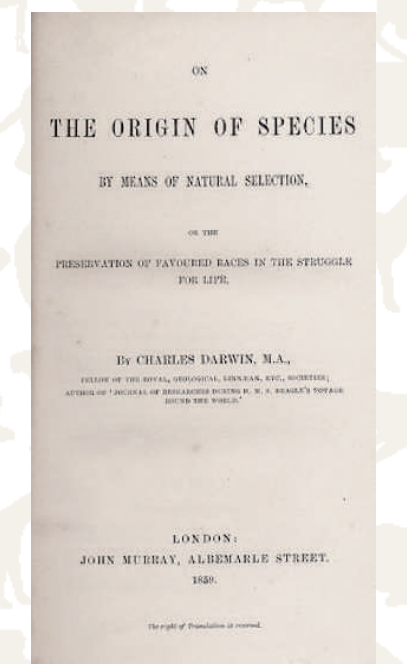 ON
THE ORIGIN OF SPECIES
BY MEANS OF NATURAL SELECTION,
OR THE
PRESERVATION OF FAVOURED RACES IN THE STRUGGLE
FOR LIFE.
BY CHARLES DARWIN, M.A.,
FELLOW OF THE ROYAL, GEOLOGICAL, LINNÆAN, ETC., SOCIETIES;
AUTHOR OF 'JOURNAL OF RESEARCHES DURING H. M. S. BEAGLE'S VOYAGE
ROUND THE WORLD.'
LONDON:
JOHN MURRAY, ALBEMARLE STREET.
1859.
The right of Translation is reserved.